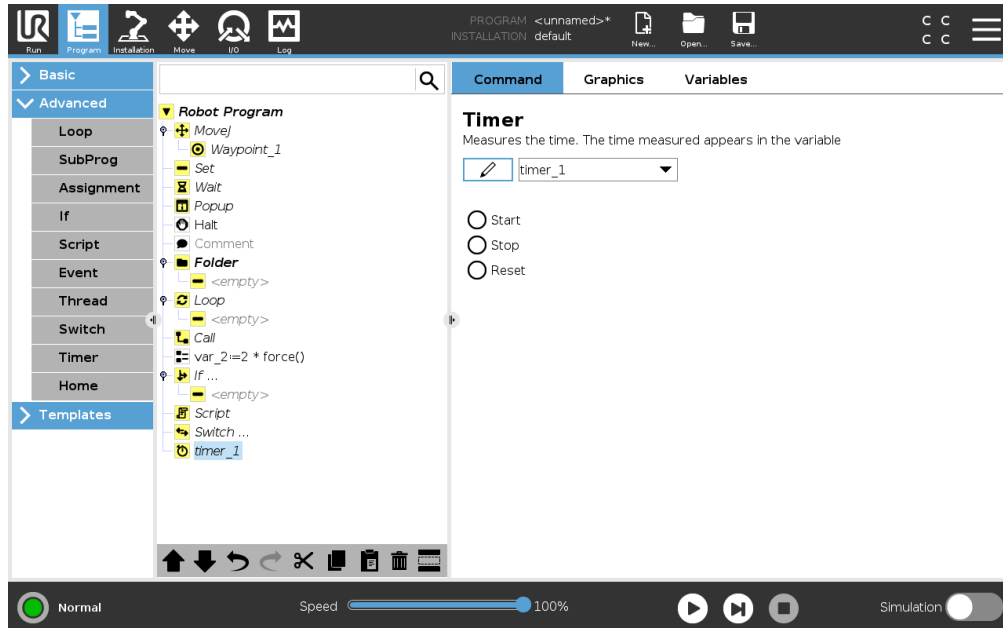 UR
PROGRAM <unnamed>*
INSTALLATION default
C C
C C
Run
Program
Installation
Move
I/O
Log
New...
Open...
Save...
Basic
Advanced
Loop
SubProg
Assignment
If
Script
Event
Thread
Switch
Timer
Home
Templates
Robot Program
MoveJ
Waypoint_1
Set
Wait
Popup
Halt
Comment
Folder
<empty>
Loop
<empty>
Call
var_2:=2 * force()
If ...
<empty>
Script
Switch ...
timer_1
Command
Graphics
Variables
Timer
Measures the time. The time measured appears in the variable
timer_1
Start
Stop
Reset
Normal
Speed
100%
Simulation